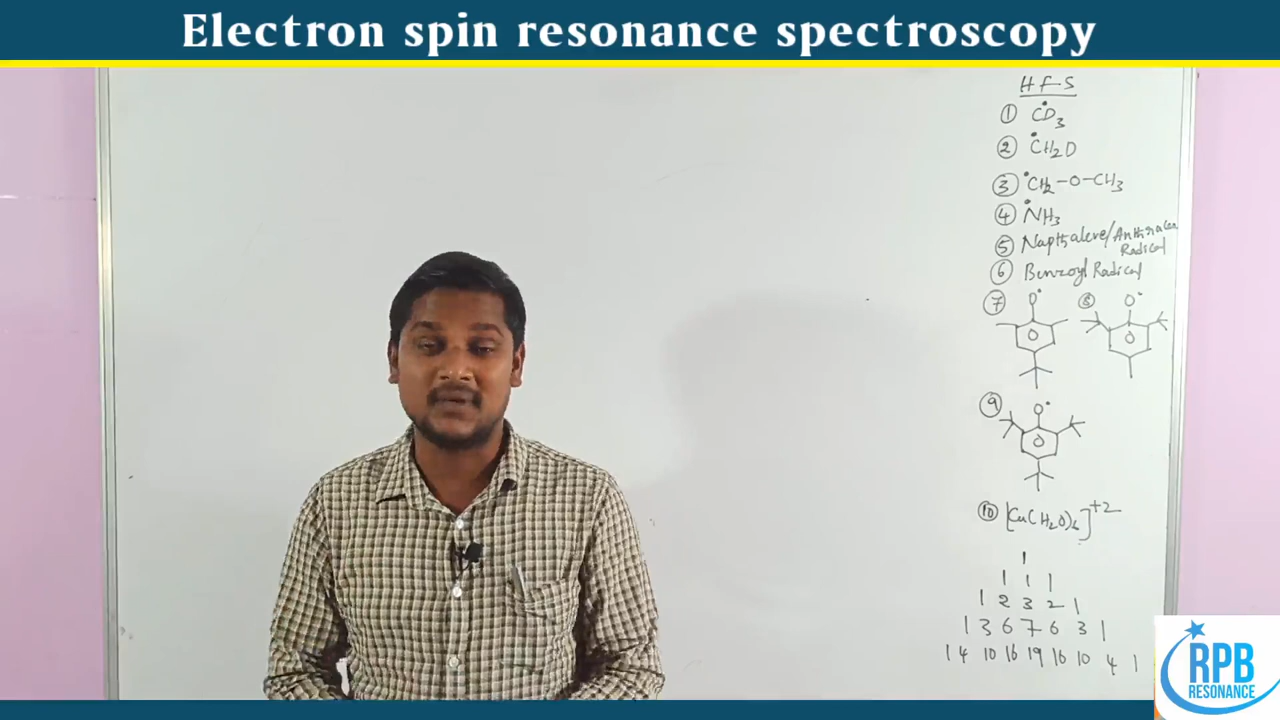 Electron spin resonance spectroscopy
H F S
① ĊD₃
② ĊH₂D
③ ĊH₂-O-CH₃
④ ṄH₃
⑤ Napthalene/
Radical
⑥ Benzoyl Radical
⑦ O• ⑧ O•
⑨ O•
⑩ [Cu(H₂O)₆]⁺²
1
1 1 1
1 2 3 2 1
1 3 6 7 6 3 1
1 4 10 16 19 16 10 4 1
RPB
RESONANCE